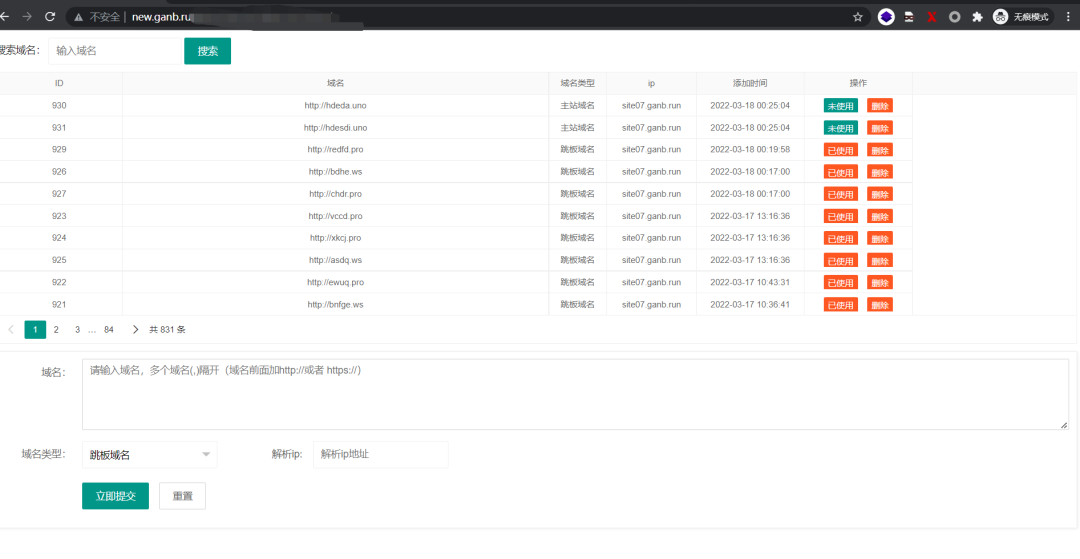 不安全 new.ganb.ru 无痕模式
搜索域名: 输入域名 搜索
ID 域名 域名类型 ip 添加时间 操作
930 http://hdeda.uno 主站域名 site07.ganb.run 2022-03-18 00:25:04 未使用 删除
931 http://hdesdi.uno 主站域名 site07.ganb.run 2022-03-18 00:25:04 未使用 删除
929 http://redfd.pro 跳板域名 site07.ganb.run 2022-03-18 00:19:58 已使用 删除
926 http://bdhe.ws 跳板域名 site07.ganb.run 2022-03-18 00:17:00 已使用 删除
927 http://chdr.pro 跳板域名 site07.ganb.run 2022-03-18 00:17:00 已使用 删除
923 http://vccd.pro 跳板域名 site07.ganb.run 2022-03-17 13:16:36 已使用 删除
924 http://xkcj.pro 跳板域名 site07.ganb.run 2022-03-17 13:16:36 已使用 删除
925 http://asdq.ws 跳板域名 site07.ganb.run 2022-03-17 13:16:36 已使用 删除
922 http://ewuq.pro 跳板域名 site07.ganb.run 2022-03-17 10:43:31 已使用 删除
921 http://bnfge.ws 跳板域名 site07.ganb.run 2022-03-17 10:36:41 已使用 删除
1 2 3 … 84 共 831 条
域名: 请输入域名，多个域名(,)隔开（域名前面加http://或者 https://）
域名类型: 跳板域名 解析ip: 解析ip地址
立即提交 重置